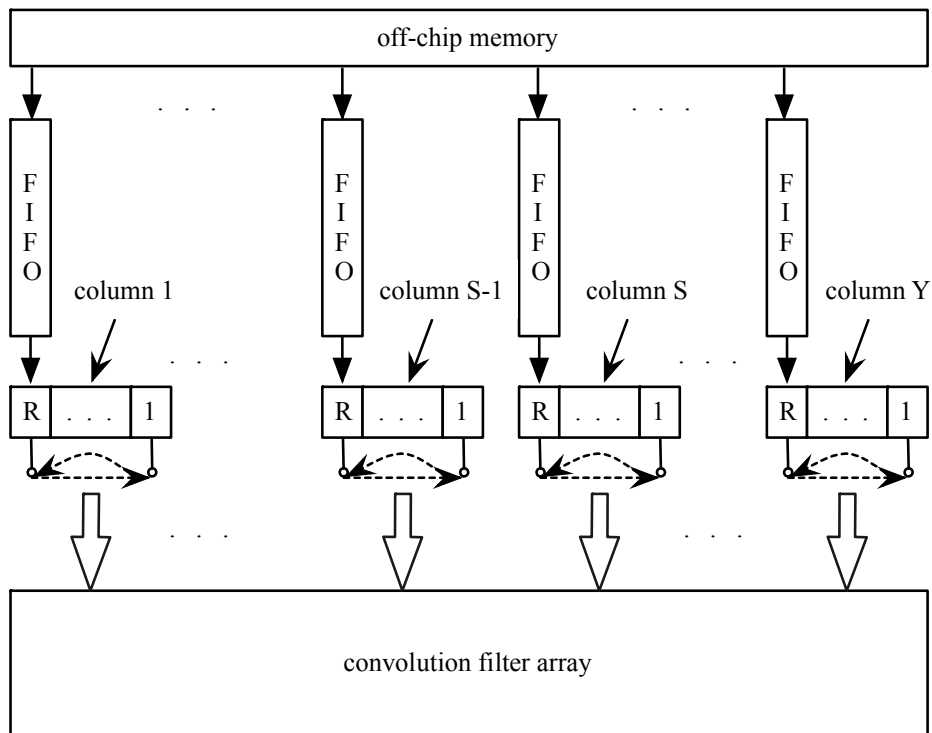 off-chip memory
. . . . . .
F F F F
I I I I
F F F F
O O O O
column 1 column S-1 column S column Y
. . . . . .
R . . . 1 R . . . 1 R . . . 1 R . . . 1
. . . . . .
convolution filter array